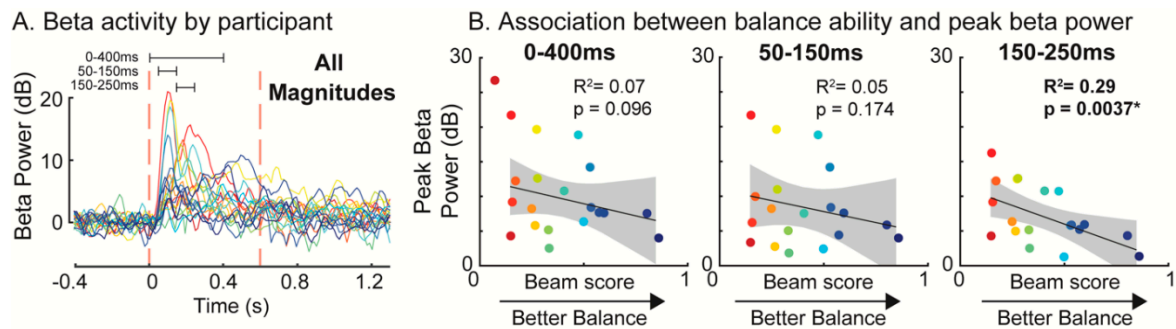 A. Beta activity by participant
0-400ms
50-150ms
150-250ms
All
Magnitudes
Beta Power (dB)
20
10
0
-0.4
0
0.4
0.8
1.2
Time (s)
B. Association between balance ability and peak beta power
Peak Beta
Power (dB)
0-400ms
R²= 0.07
p = 0.096
30
0
1
Beam score
Better Balance
50-150ms
R²= 0.05
p = 0.174
30
0
1
Beam score
Better Balance
150-250ms
R²= 0.29
p = 0.0037*
30
0
1
Beam score
Better Balance